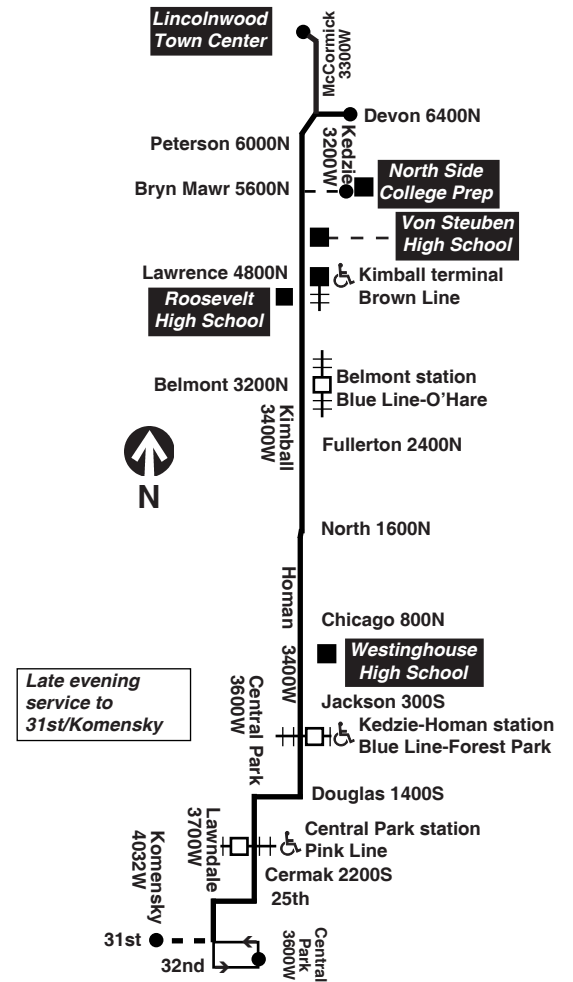 Lincolnwood
Town Center
McCormick
3300W
Devon 6400N
Peterson 6000N
Kedzie
3200W
Bryn Mawr 5600N
North Side
College Prep
Von Steuben
High School
Lawrence 4800N
Kimball terminal
Brown Line
Roosevelt
High School
Belmont 3200N
Belmont station
Blue Line-O'Hare
Kimball
3400W
Fullerton 2400N
N
North 1600N
Homan 3400W
Chicago 800N
Westinghouse
High School
Late evening
service to
31st/Komensky
Central Park
3600W
Jackson 300S
Kedzie-Homan station
Blue Line-Forest Park
Douglas 1400S
Lawndale
3700W
Central Park station
Pink Line
Komensky
4032W
Cermak 2200S
25th
31st
32nd
Central
Park
3600W